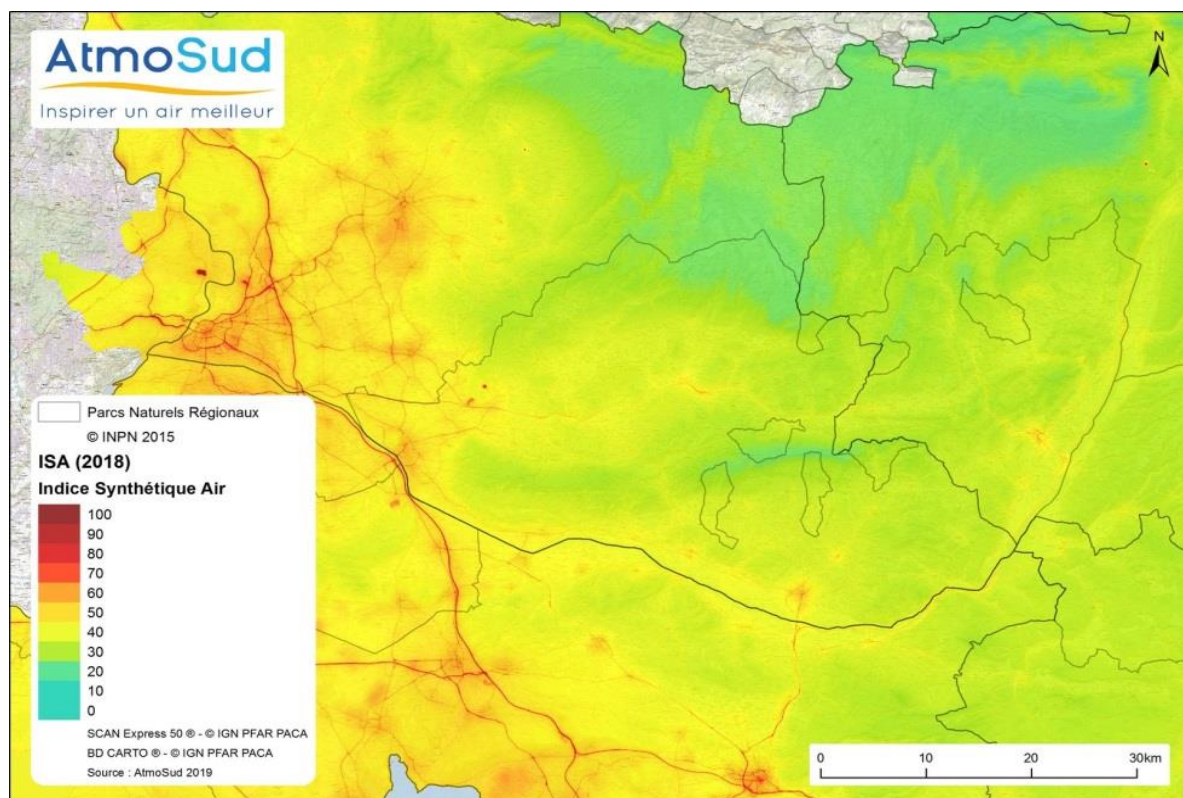 AtmoSud
Inspirer un air meilleur
N
Parcs Naturels Régionaux
© INPN 2015
ISA (2018)
Indice Synthétique Air
100
90
80
70
60
50
40
30
20
10
0
SCAN Express 50 ® - © IGN PFAR PACA
BD CARTO ® - © IGN PFAR PACA
Source : AtmoSud 2019
0 10 20 30km